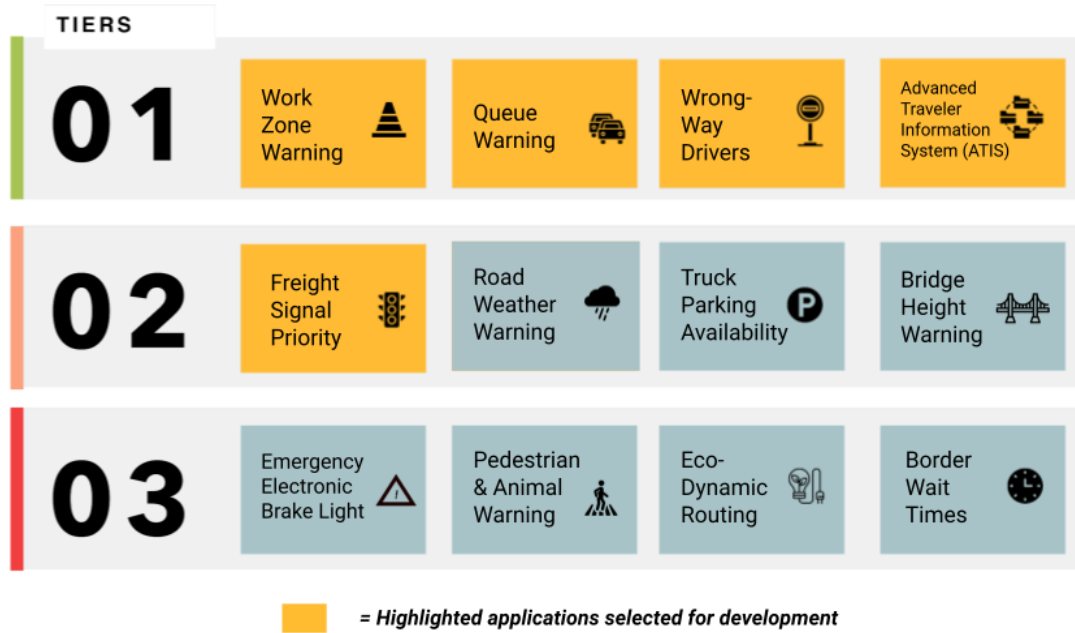 TIERS
01
Work
Zone
Warning
Queue
Warning
Wrong-
Way
Drivers
Advanced
Traveler
Information
System (ATIS)
02
Freight
Signal
Priority
Road
Weather
Warning
Truck
Parking
Availability
P
Bridge
Height
Warning
03
Emergency
Electronic
Brake Light
!
Pedestrian
& Animal
Warning
Eco-
Dynamic
Routing
Border
Wait
Times
= Highlighted applications selected for development